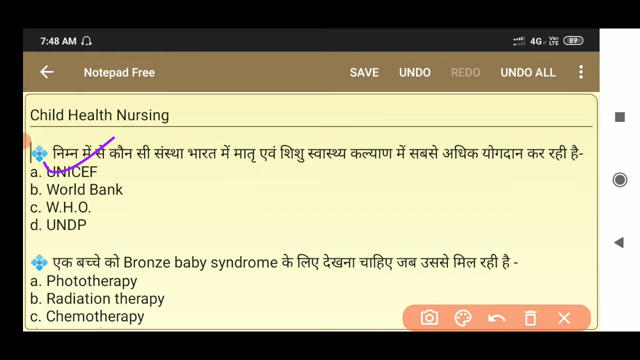 7:48 AM 4G Vo) LTE 89
Notepad Free SAVE UNDO REDO UNDO ALL
Child Health Nursing
निम्न में से कौन सी संस्था भारत में मातृ एवं शिशु स्वास्थ्य कल्याण में सबसे अधिक योगदान कर रही है-
a. UNICEF
b. World Bank
c. W.H.O.
d. UNDP
एक बच्चे को Bronze baby syndrome के लिए देखना चाहिए जब उससे मिल रही है -
a. Phototherapy
b. Radiation therapy
c. Chemotherapy